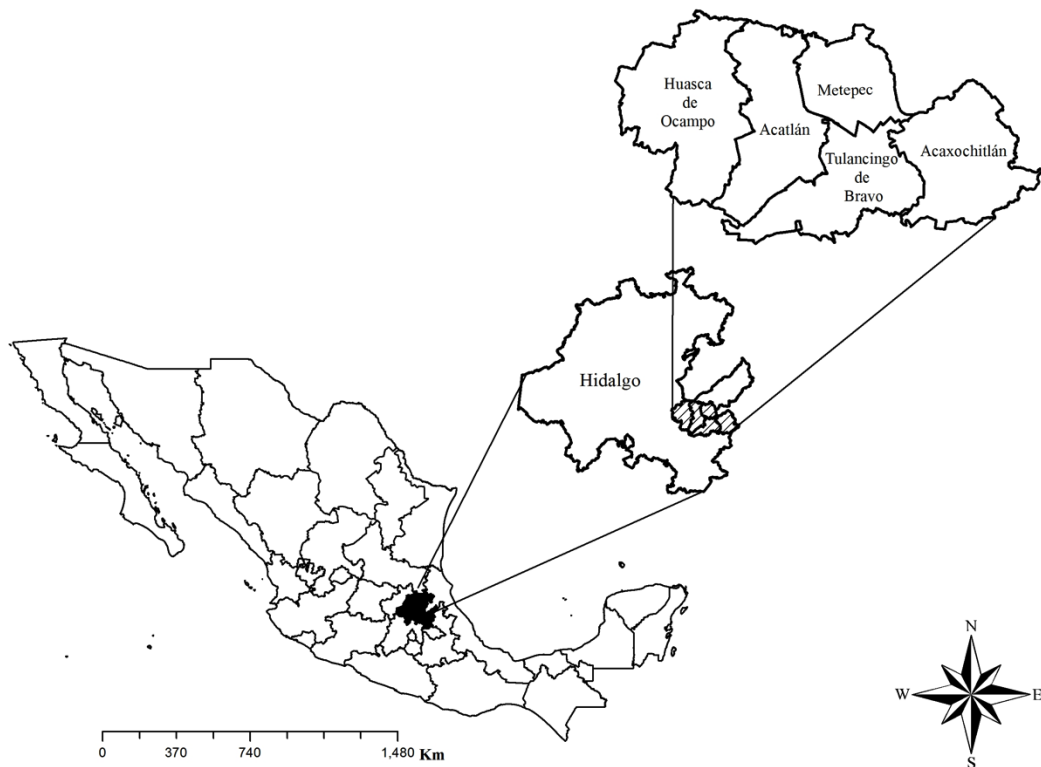 Huasca
de
Ocampo
Acatlán
Metepec
Tulancingo
de
Bravo
Acaxochitlán
Hidalgo
N
W
E
S
0 370 740 1,480 Km